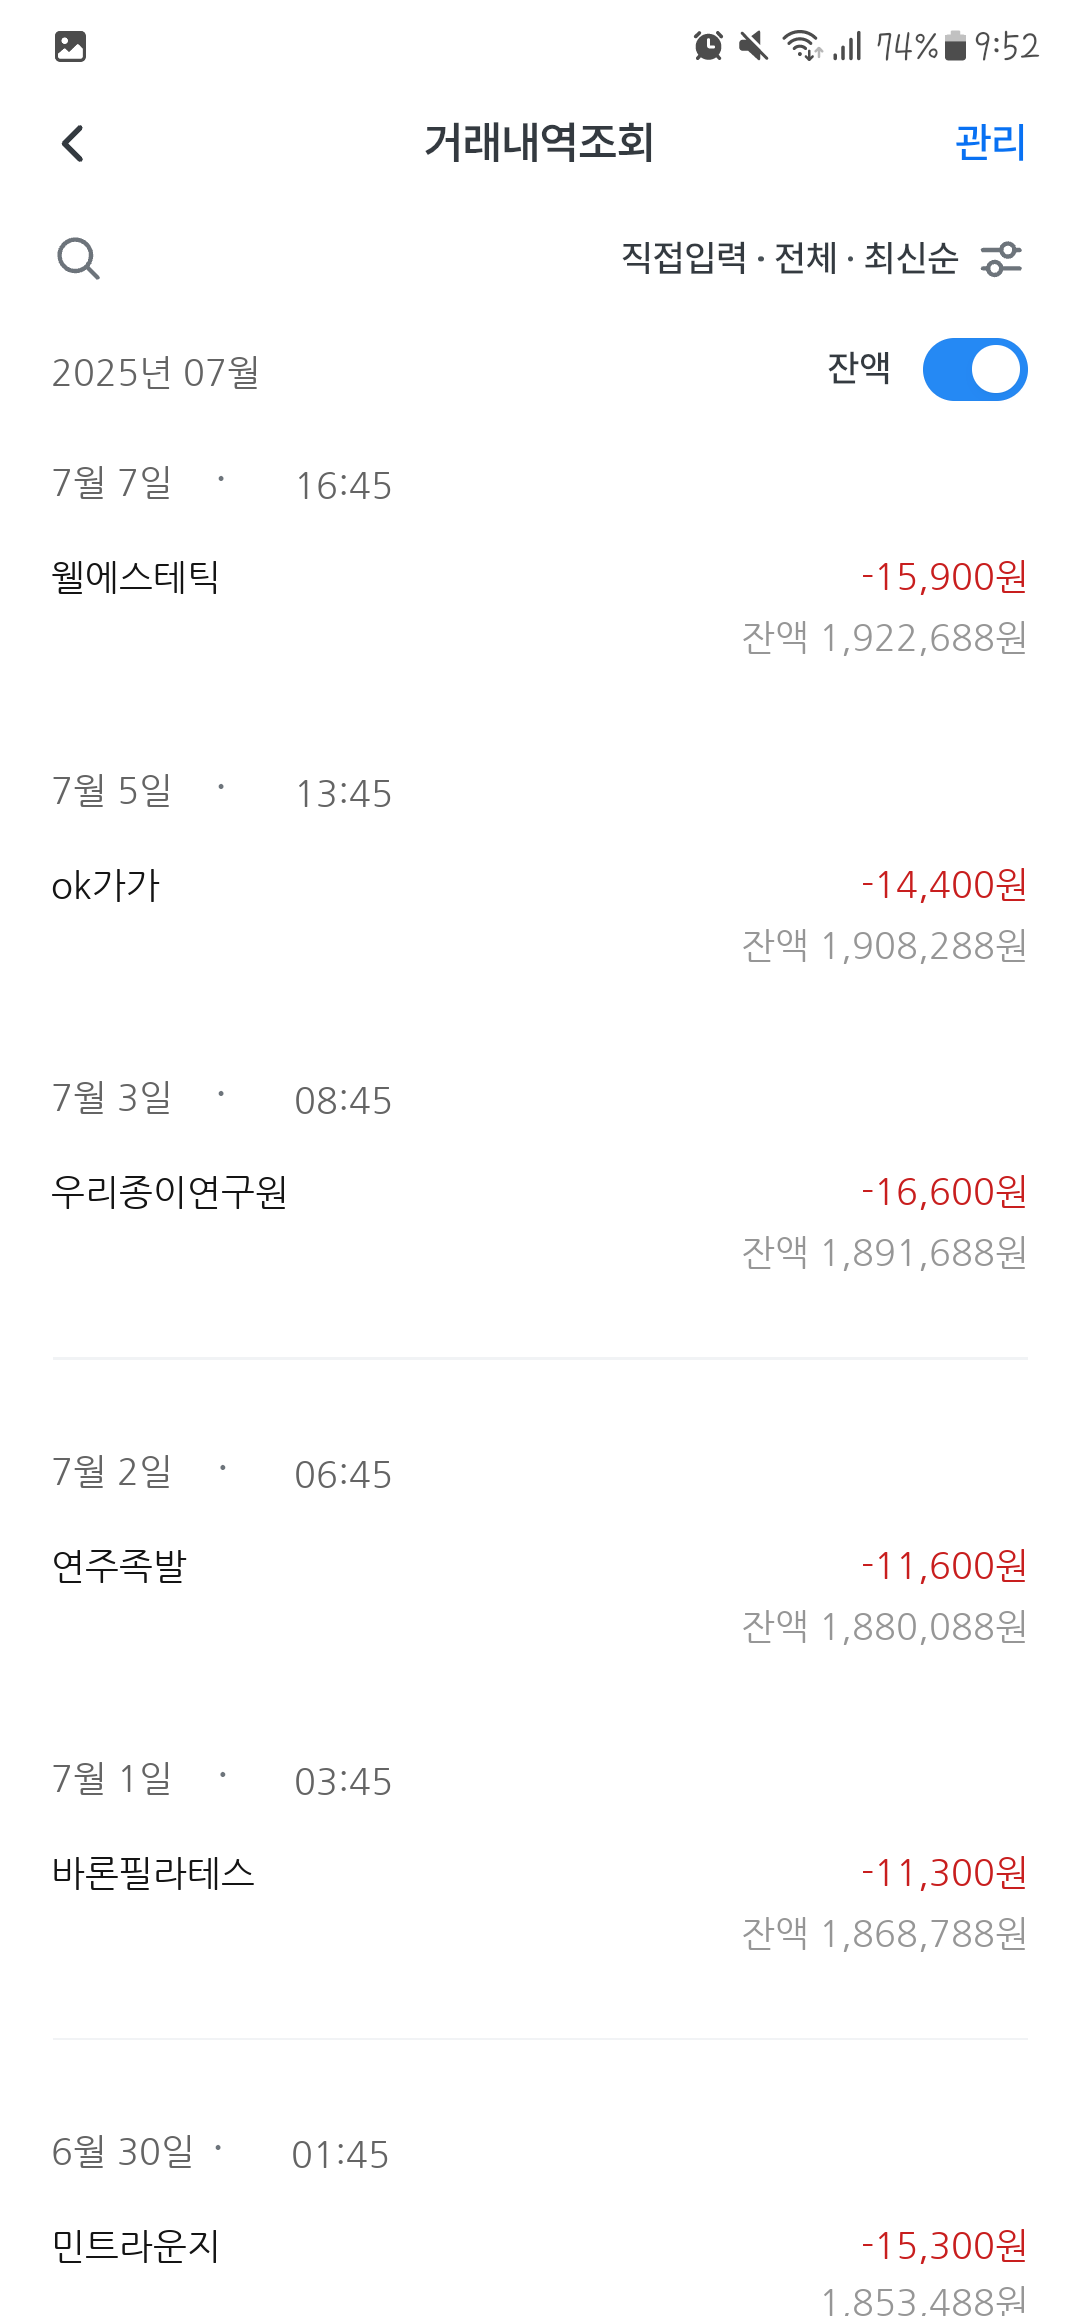 74% 9:52
거래내역조회 관리
직접입력 · 전체 · 최신순
2025년 07월 잔액
7월 7일 · 16:45
웰에스테틱 -15,900원
잔액 1,922,688원
7월 5일 · 13:45
ok가가 -14,400원
잔액 1,908,288원
7월 3일 · 08:45
우리종이연구원 -16,600원
잔액 1,891,688원
7월 2일 · 06:45
연주족발 -11,600원
잔액 1,880,088원
7월 1일 · 03:45
바론필라테스 -11,300원
잔액 1,868,788원
6월 30일 · 01:45
민트라운지 -15,300원
1,853,488원